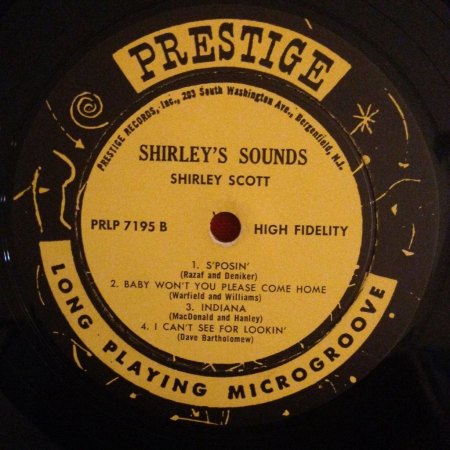 PRESTIGE
PRESTIGE RECORDS, Inc., 203 South Washington Ave., Bergenfield, N.J.
SHIRLEY'S SOUNDS
SHIRLEY SCOTT
PRLP 7195 B HIGH FIDELITY
1. S'POSIN'
(Razaf and Deniker)
2. BABY WON'T YOU PLEASE COME HOME
(Warfield and Williams)
3. INDIANA
(MacDonald and Hanley)
4. I CAN'T SEE FOR LOOKIN'
(Dave Bartholomew)
LONG PLAYING MICROGROOVE